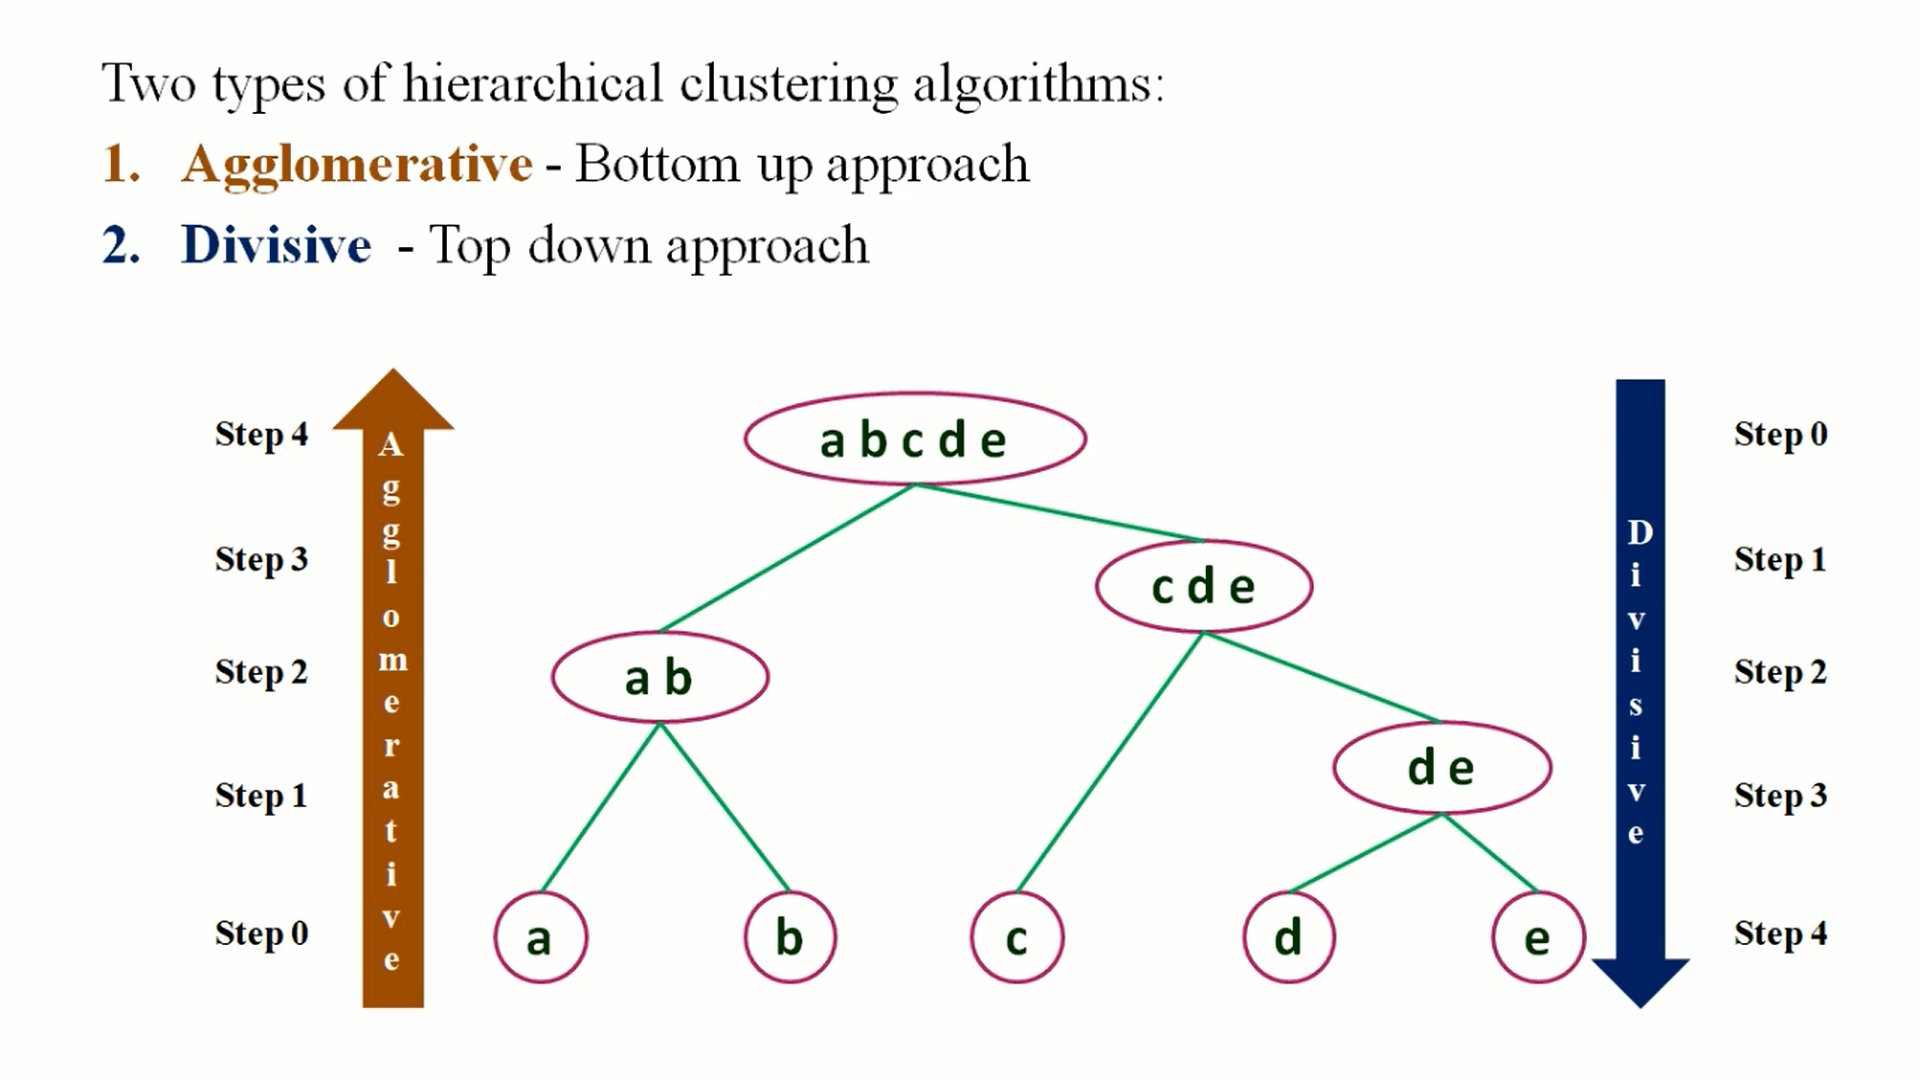 Two types of hierarchical clustering algorithms:
1. Agglomerative - Bottom up approach
2. Divisive - Top down approach
Step 4
Step 3
Step 2
Step 1
Step 0
Agglomerative
a b c d e
c d e
a b
d e
a
b
c
d
e
Divisive
Step 0
Step 1
Step 2
Step 3
Step 4